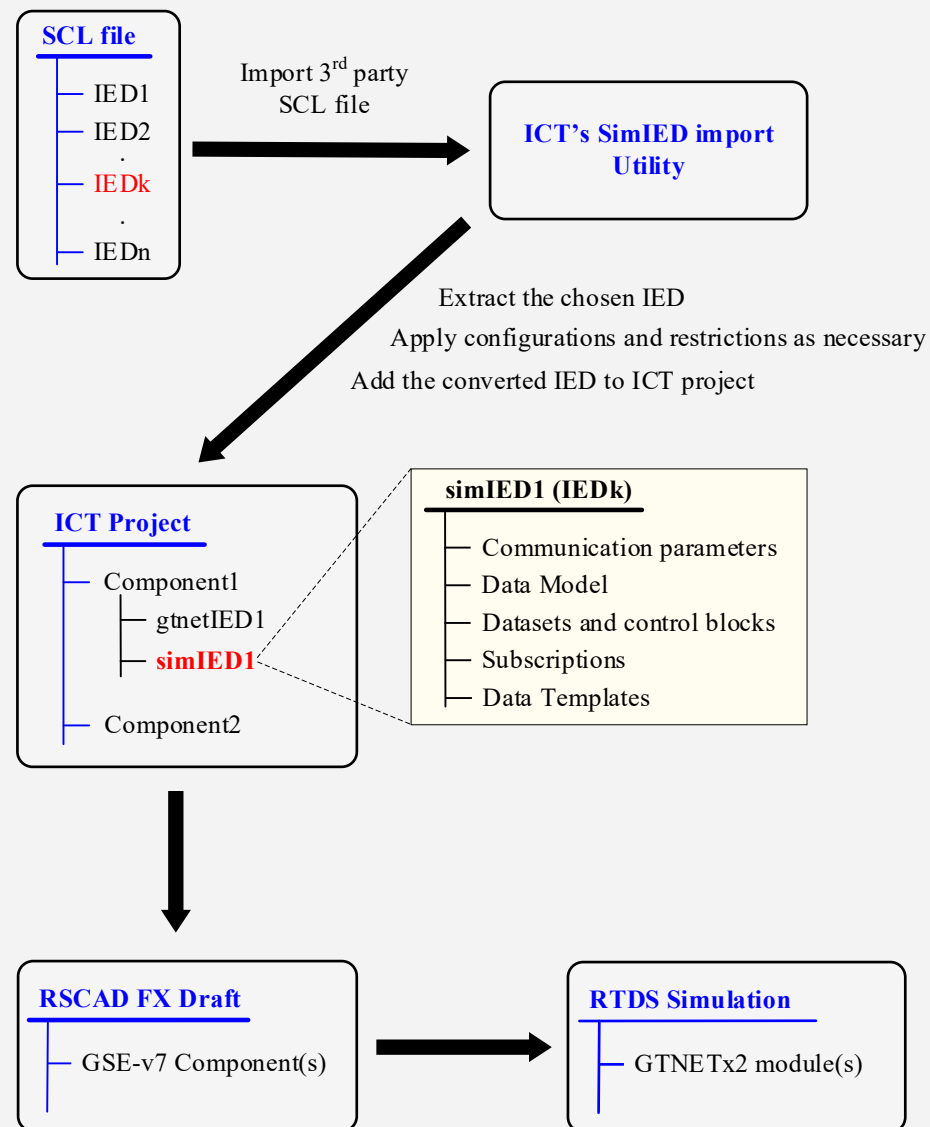 SCL file
IED1
IED2
.
IEDk
.
IEDn
Import 3rd party
SCL file
ICT's SimIED import
Utility
Extract the chosen IED
Apply configurations and restrictions as necessary
Add the converted IED to ICT project
ICT Project
Component1
gtnetIED1
simIED1
Component2
simIED1 (IEDk)
Communication parameters
Data Model
Datasets and control blocks
Subscriptions
Data Templates
RSCAD FX Draft
GSE-v7 Component(s)
RTDS Simulation
GTNETx2 module(s)